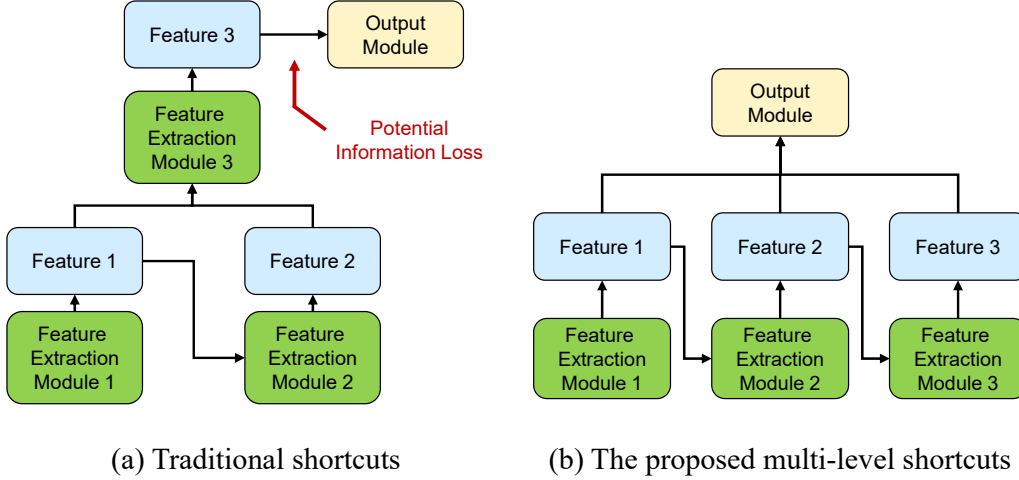 Feature 3
Output
Module
Feature
Extraction
Module 3
Potential
Information Loss
Feature 1
Feature 2
Feature
Extraction
Module 1
Feature
Extraction
Module 2
(a) Traditional shortcuts
Output
Module
Feature 1
Feature 2
Feature 3
Feature
Extraction
Module 1
Feature
Extraction
Module 2
Feature
Extraction
Module 3
(b) The proposed multi-level shortcuts